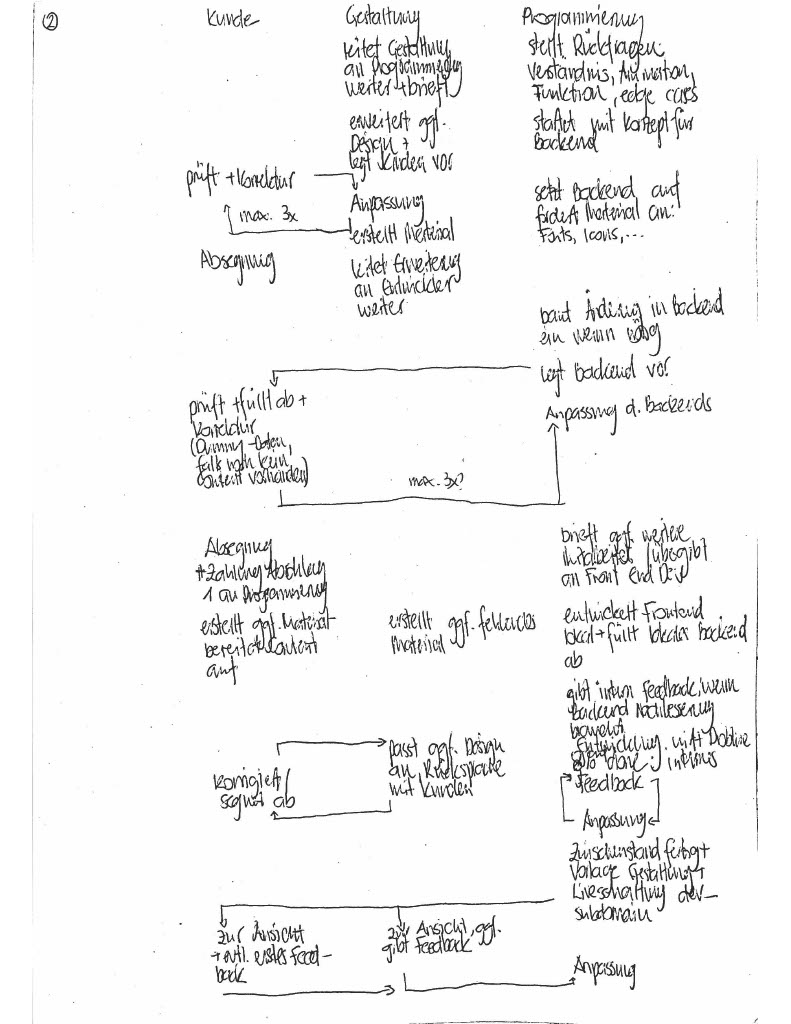 ②
Kunde
Gestaltung
Programmierung
leitet Gestaltung
an Programmierung
weiter + brieft
stellt Rückfragen:
Verständnis, Animation,
Funktion, edge cases
erweitert ggf.
Design +
legt Kunden vor
startet mit Konzept für
Backend
prüft + Korrektur
Anpassung
max. 3x
erstellt Material
setzt Backend auf
fordert Material an:
Fonts, Icons, ...
Absegnung
leitet Erweiterung
an Entwickler
weiter
baut Änderung in Backend
ein wenn nötig
legt Backend vor
prüft + füllt ab +
Korrektur
(Dummy-Daten,
falls noch kein
Content vorhanden)
Anpassung d. Backends
max. 3x?
Absegnung
+ Zahlung Abschlag
1 an Programmierung
brieft ggf. weitere
Mitarbeiter / übergibt
an Front End Dev
erstellt ggf. Material
bereitet Content
auf
erstellt ggf. fehlendes
Material
entwickelt Frontend
lokal + füllt lokales Backend
ab
gibt intern Feedback, wenn
Backend Nachbesserung
braucht
Entwicklung mit
80% done: intern
korrigiert /
segnet ab
passt ggf. Design
an, Rücksprache
mit Kunden
Feedback
Anpassung
Zwischenstand fertig +
Vorlage Gestaltung +
Liveschaltung dev-
subdomain
zur Ansicht
+ evtl. erstes Feed-
back
zur Ansicht, ggf.
gibt Feedback
Anpassung